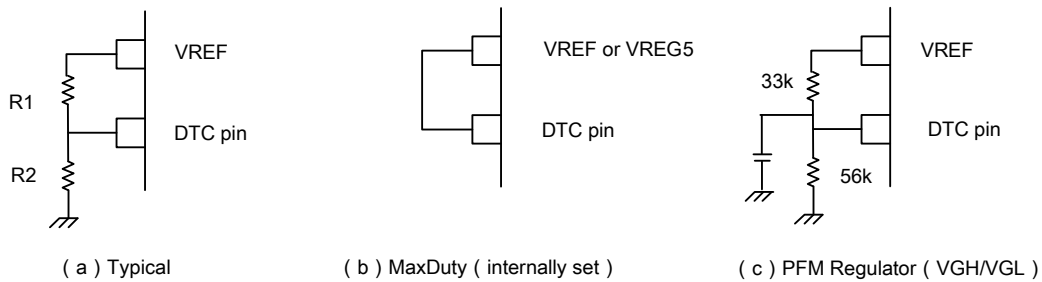 VREF
R1
DTC pin
R2
( a ) Typical
VREF or VREG5
DTC pin
( b ) MaxDuty ( internally set )
VREF
33k
DTC pin
56k
( c ) PFM Regulator ( VGH/VGL )